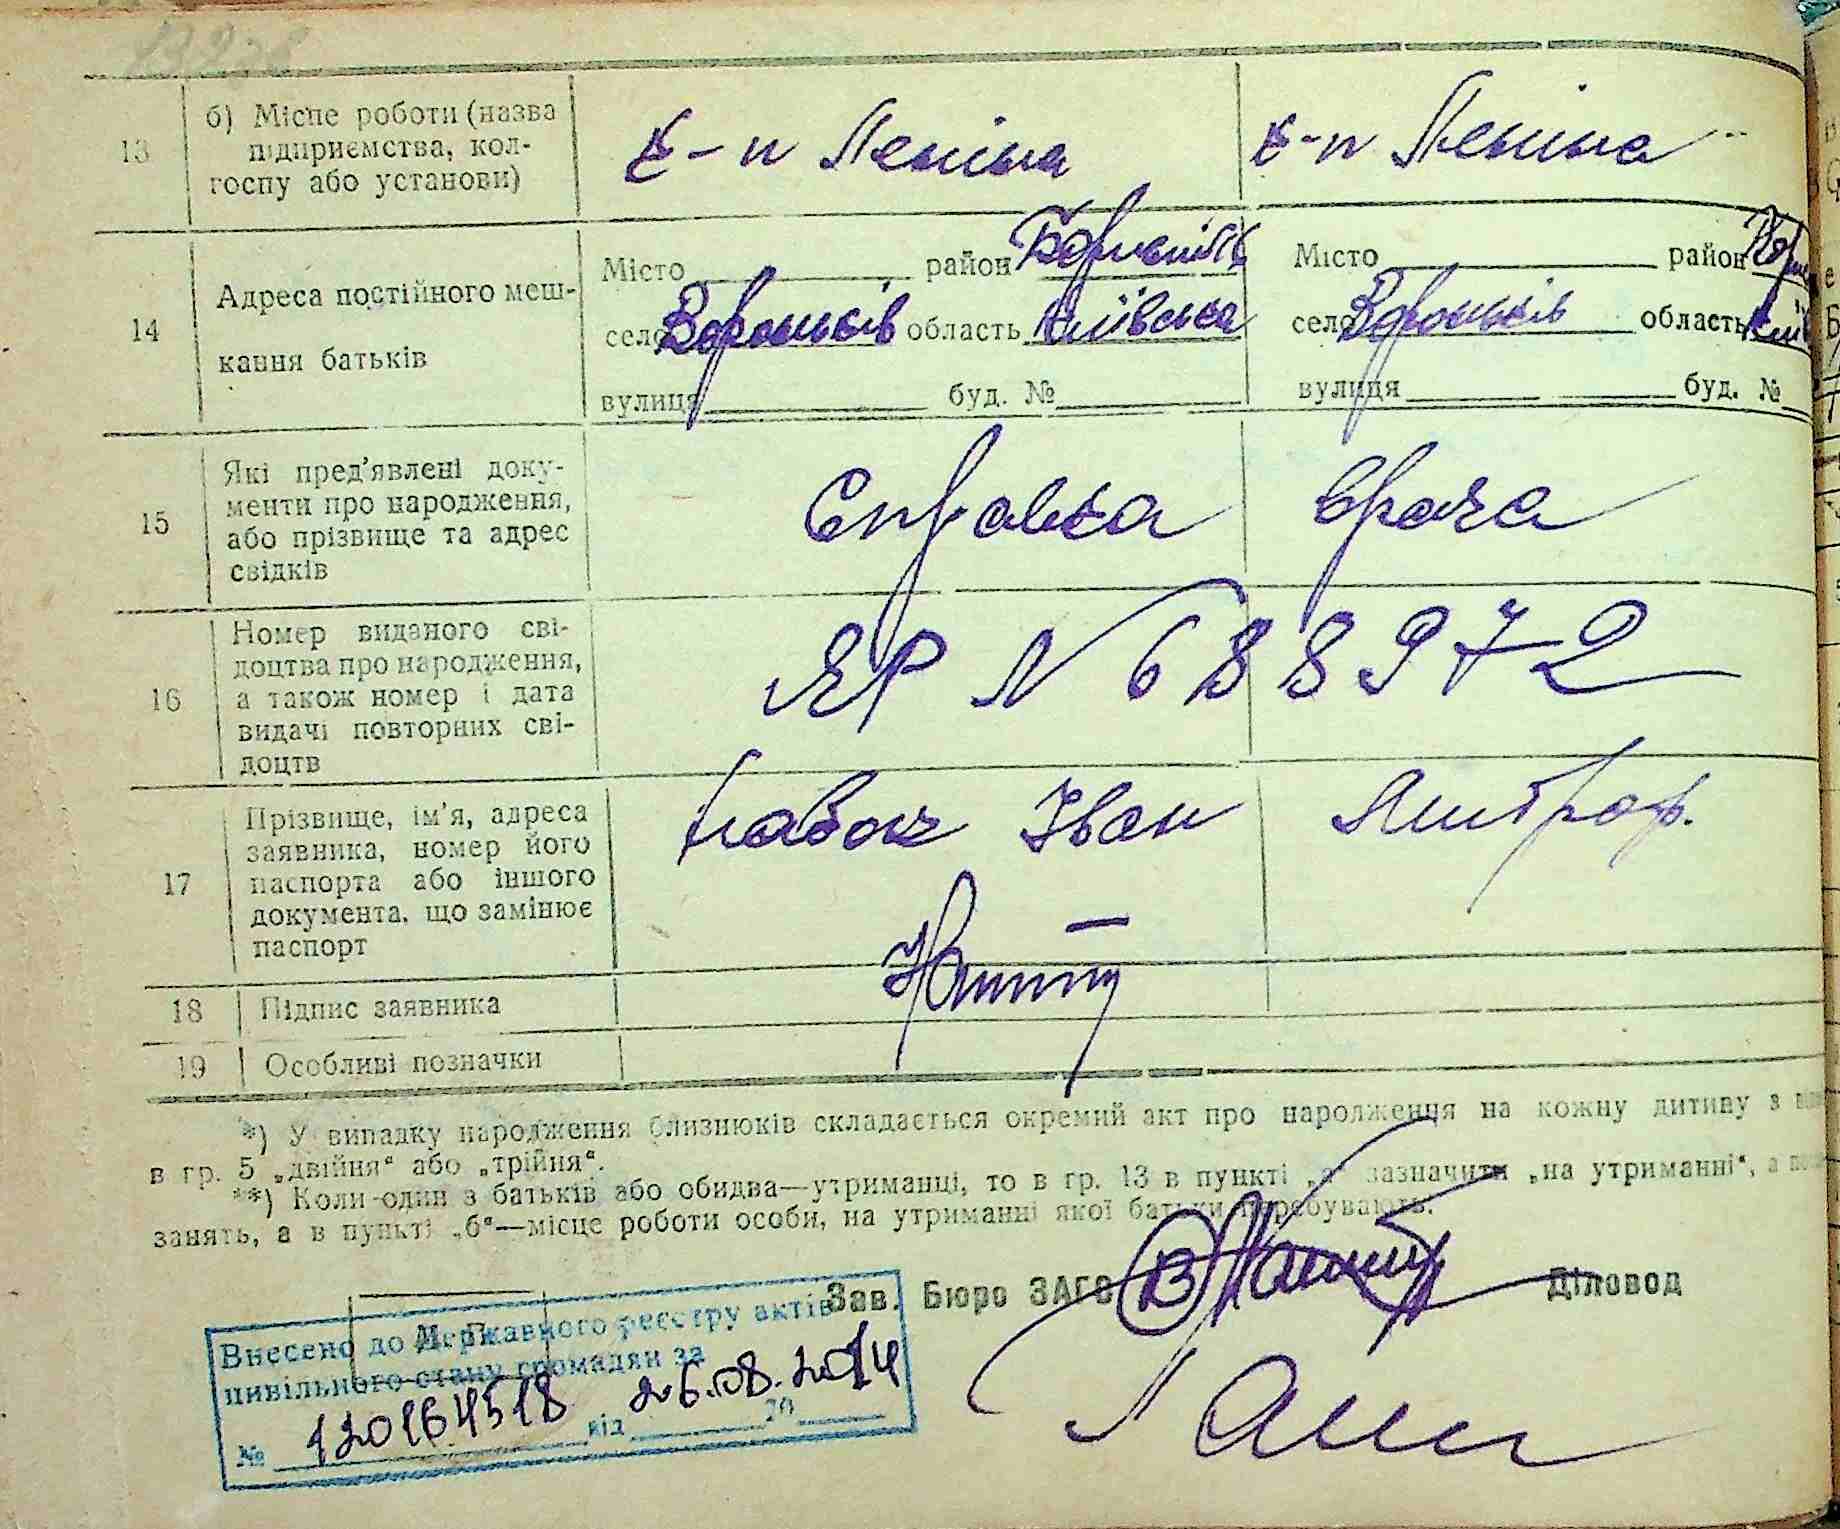 13 б) Місце роботи (назва
підприємства, кол-
госпу або установи)
к-п Леніна к-п Леніна
14 Адреса постійного меш-
кання батьків
Місто район Бориспільс Місто район
село Вороньків область Київська село Вороньків область Київ
вулиця буд. № вулиця буд. №
15 Які пред'явлені доку-
менти про народження,
або прізвище та адрес
свідків
Справка врача
16 Номер виданого сві-
доцтва про народження,
а також номер і дата
видачі повторних сві-
доцтв
ЯР N 688972
17 Прізвище, ім'я, адреса
заявника, номер його
паспорта або іншого
документа, що замінює
паспорт
Іван Митроф.
18 Підпис заявника
19 Особливі позначки
*) У випадку народження близнюків складається окремий акт про народження на кожну дитину з
в гр. 5 „двійня“ або „трійня“.
**) Коли один з батьків або обидва—утриманці, то в гр. 13 в пункті „а“ зазначити „на утриманні“, а
занять, а в пункті „б“—місце роботи особи, на утриманні якої батьки перебувають.
Зав. Бюро ЗАГС Діловод
М. П.
Внесено до Державного реєстру актів
цивільного стану громадян за
№ 120164518 від 26.08.2014 20